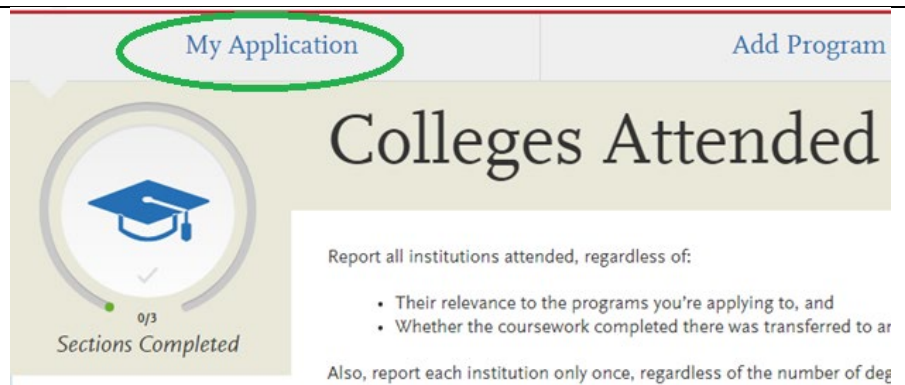 My Application
Add Program
Colleges Attended
Report all institutions attended, regardless of:
• Their relevance to the programs you're applying to, and
• Whether the coursework completed there was transferred to
0/3
Sections Completed
Also, report each institution only once, regardless of the number of